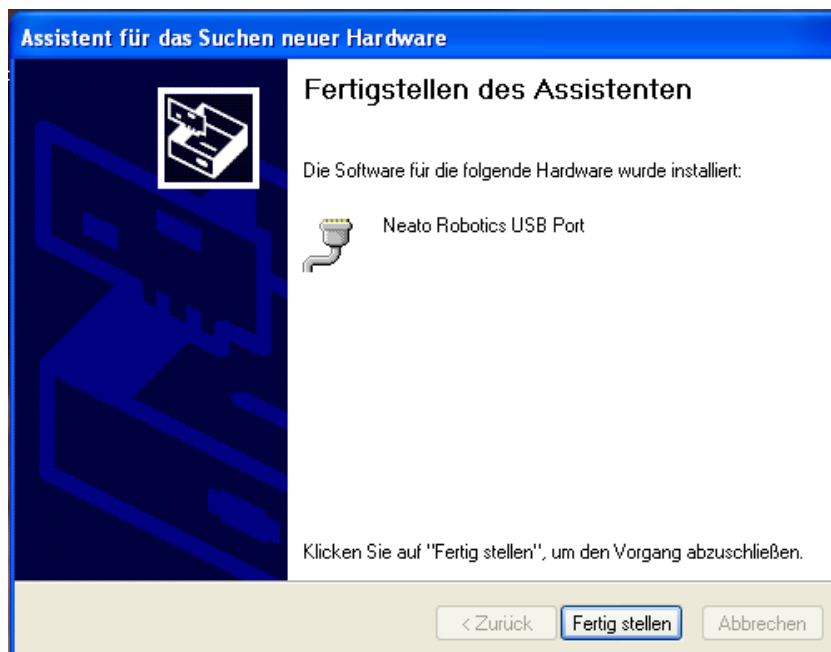 Assistent für das Suchen neuer Hardware
Fertigstellen des Assistenten
Die Software für die folgende Hardware wurde installiert:
Neato Robotics USB Port
Klicken Sie auf "Fertig stellen", um den Vorgang abzuschließen.
< Zurück Fertig stellen Abbrechen